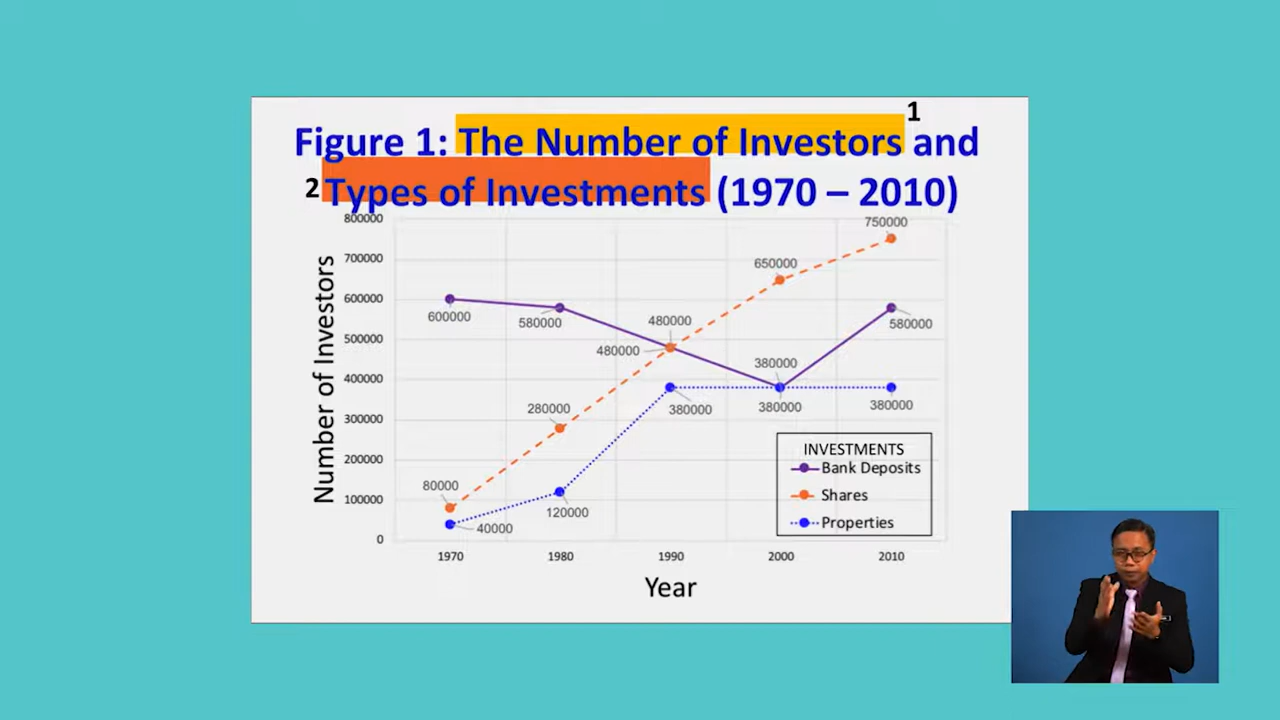 1
Figure 1: The Number of Investors and
2 Types of Investments (1970 – 2010)
Number of Investors
800000
700000
600000
500000
400000
300000
200000
100000
0
600000
580000
480000
380000
580000
80000
280000
480000
650000
750000
40000
120000
380000
380000
380000
INVESTMENTS
Bank Deposits
Shares
Properties
1970 1980 1990 2000 2010
Year